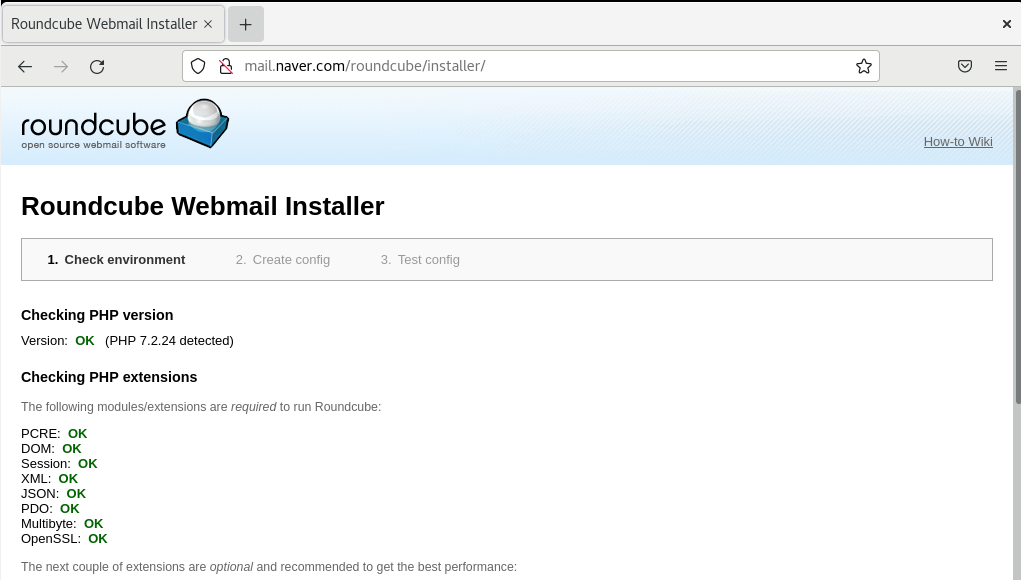 Roundcube Webmail Installer
mail.naver.com/roundcube/installer/
roundcube
open source webmail software
How-to Wiki
Roundcube Webmail Installer
1. Check environment 2. Create config 3. Test config
Checking PHP version
Version: OK (PHP 7.2.24 detected)
Checking PHP extensions
The following modules/extensions are required to run Roundcube:
PCRE: OK
DOM: OK
Session: OK
XML: OK
JSON: OK
PDO: OK
Multibyte: OK
OpenSSL: OK
The next couple of extensions are optional and recommended to get the best performance: